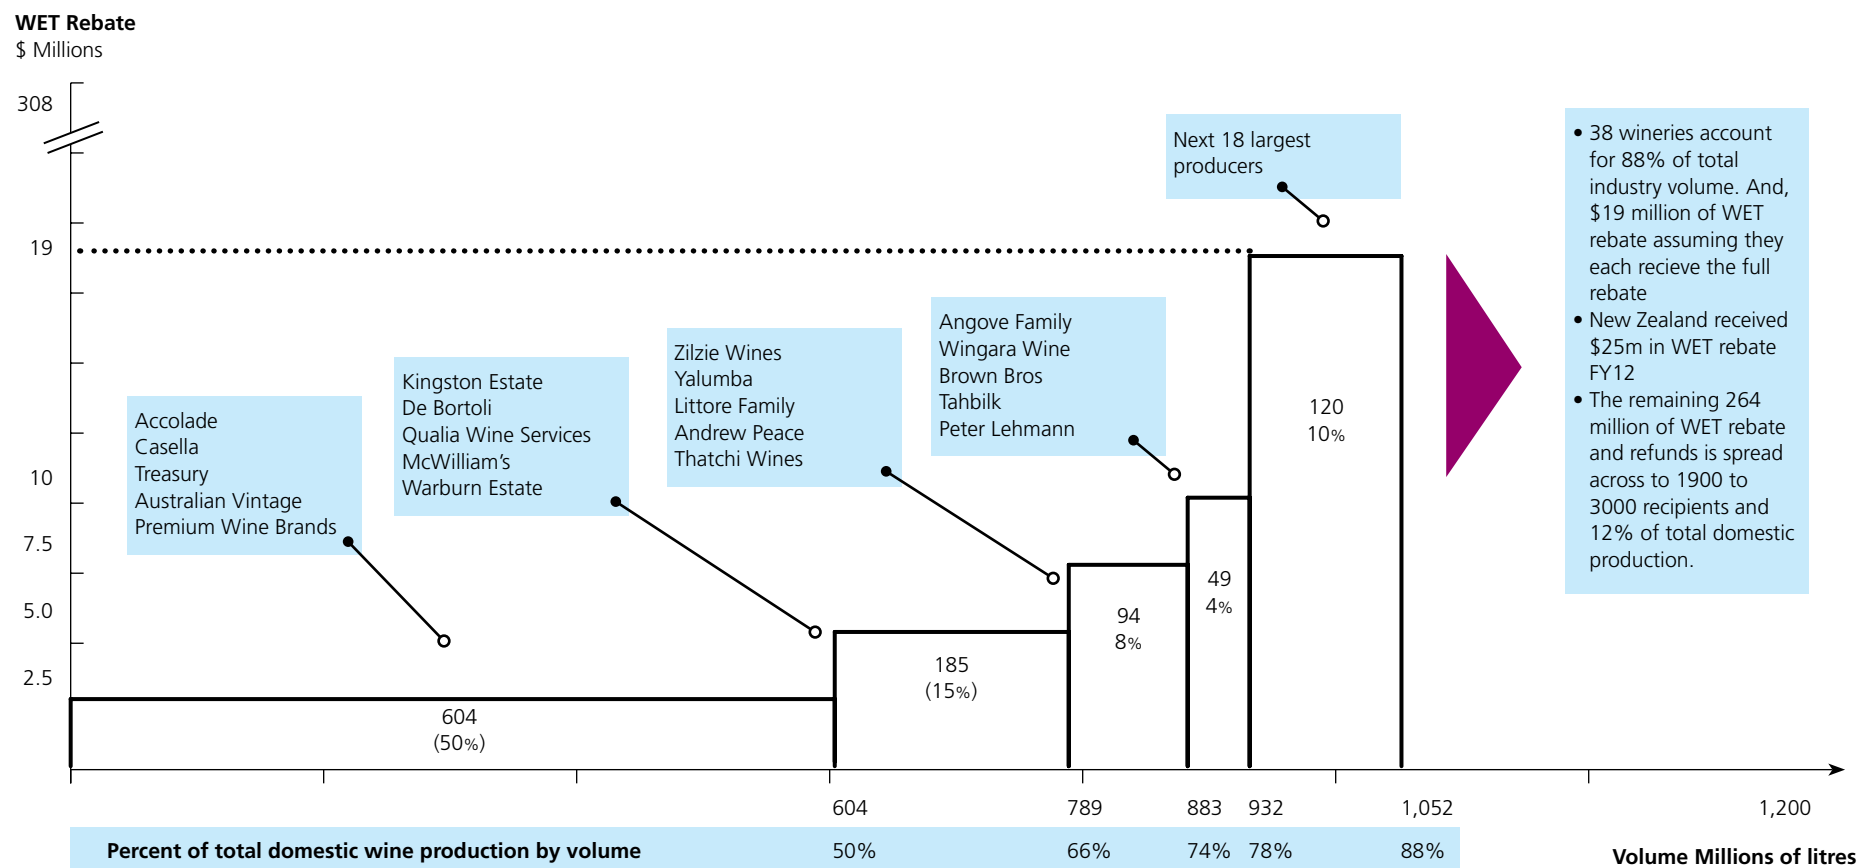 WET Rebate
$ Millions
308
19
10
7.5
5.0
2.5
Accolade
Casella
Treasury
Australian Vintage
Premium Wine Brands
Kingston Estate
De Bortoli
Qualia Wine Services
McWilliam's
Warburn Estate
Zilzie Wines
Yalumba
Littore Family
Andrew Peace
Thatchi Wines
Angove Family
Wingara Wine
Brown Bros
Tahbilk
Peter Lehmann
Next 18 largest
producers
604
(50%)
185
(15%)
94
8%
49
4%
120
10%
• 38 wineries account
for 88% of total
industry volume. And,
$19 million of WET
rebate assuming they
each recieve the full
rebate
• New Zealand received
$25m in WET rebate
FY12
• The remaining 264
million of WET rebate
and refunds is spread
across to 1900 to
3000 recipients and
12% of total domestic
production.
604 789 883 932 1,052 1,200
Percent of total domestic wine production by volume 50% 66% 74% 78% 88%
Volume Millions of litres